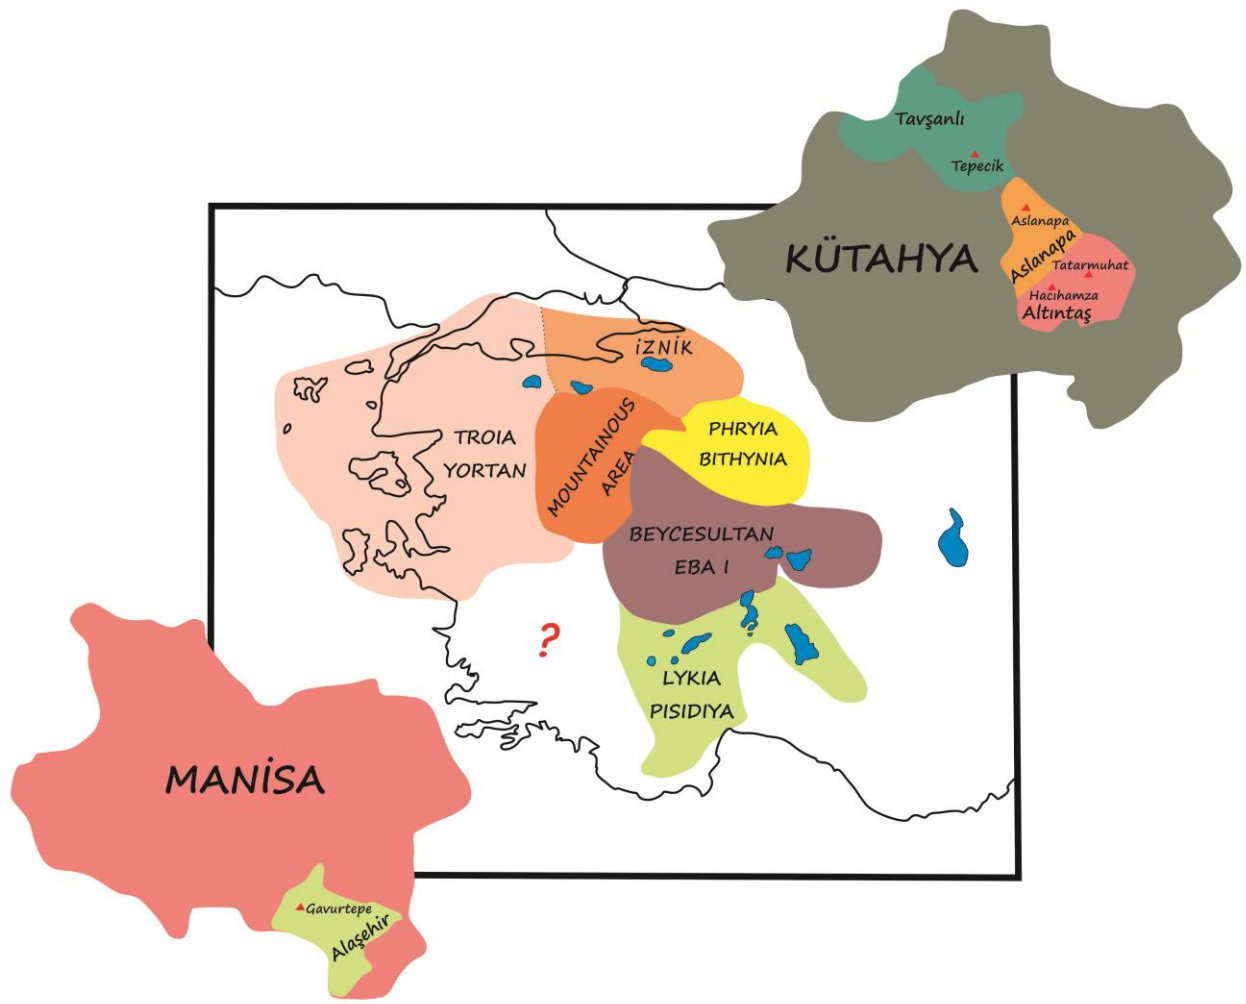 Tavşanlı
Tepecik
Aslanapa
Aslanapa
KÜTAHYA
Tatarmuhat
Hacıhamza
Altıntaş
İZNİK
TROIA
YORTAN
MOUNTAINOUS
AREA
PHRYIA
BITHYNIA
BEYCESULTAN
EBA I
?
LYKIA
PISIDIYA
MANİSA
Gavurtepe
Alaşehir